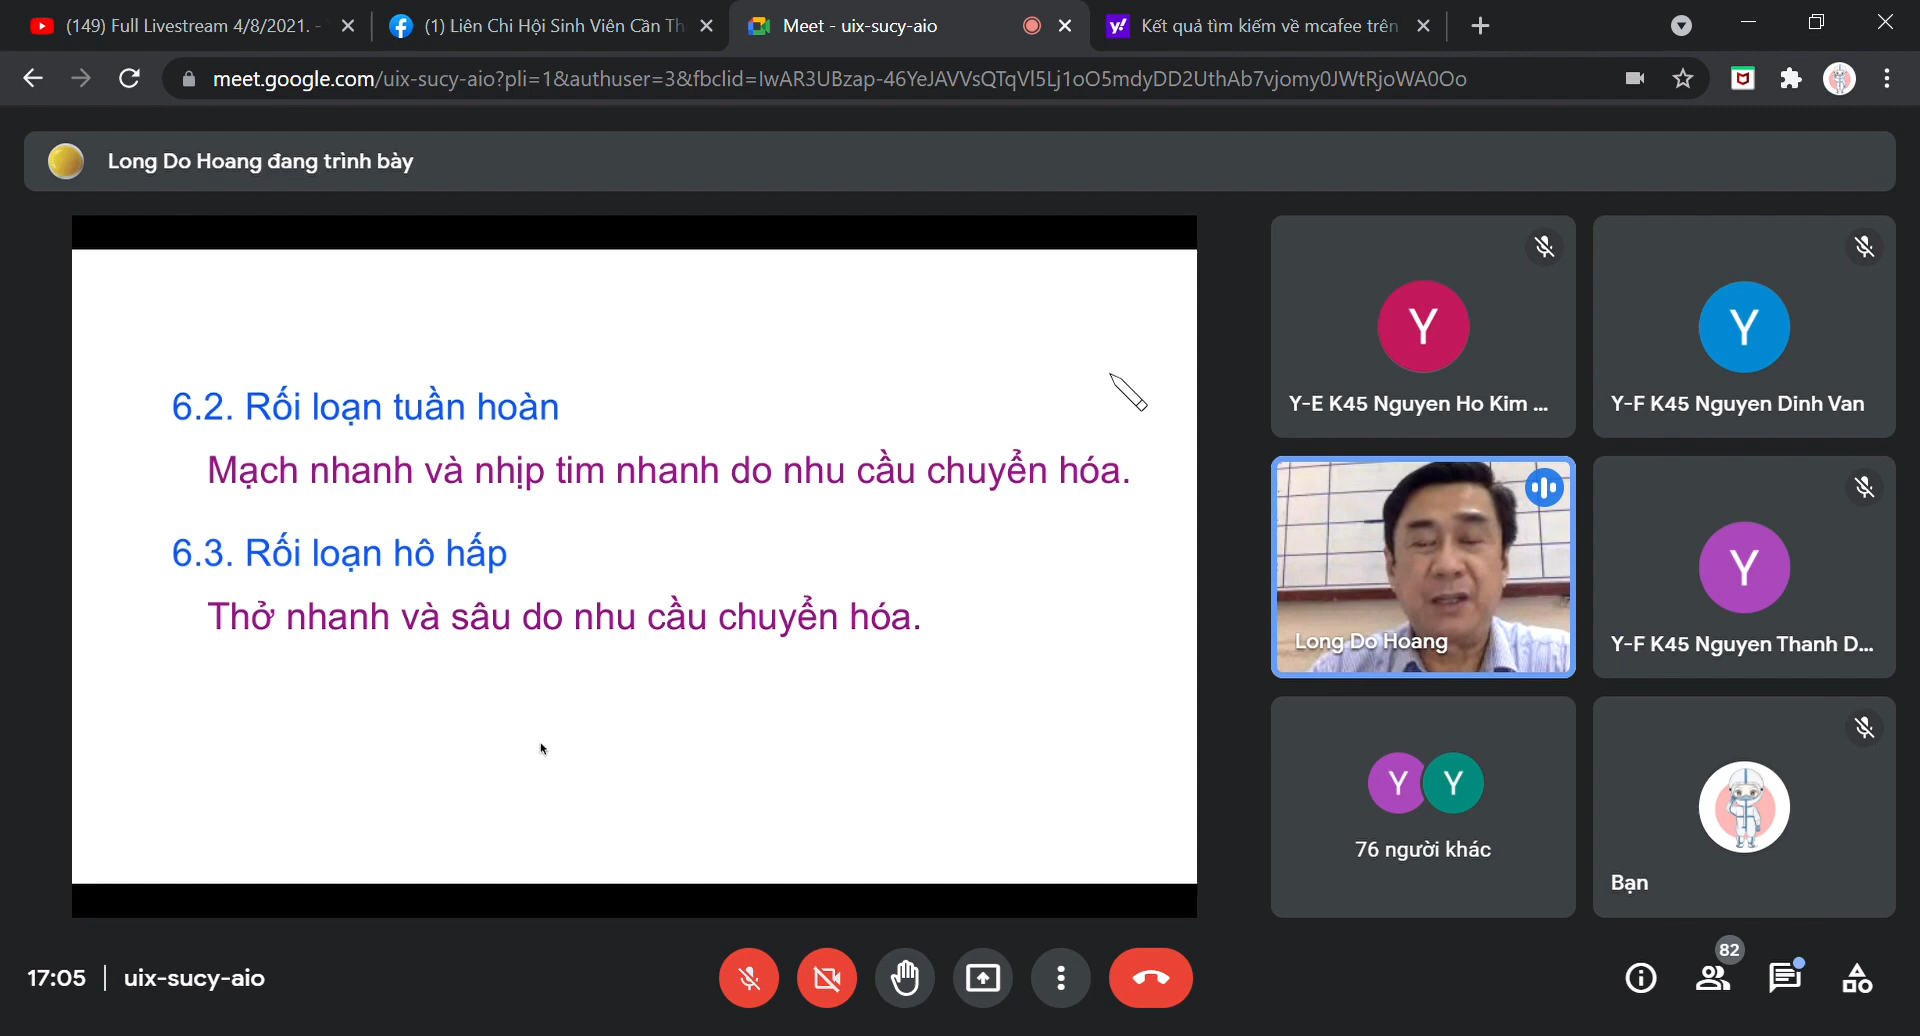 (149) Full Livestream 4/8/2021. -
(1) Liên Chi Hội Sinh Viên Cần Th
Meet - uix-sucy-aio
Kết quả tìm kiếm về mcafee trên
meet.google.com/uix-sucy-aio?pli=1&authuser=3&fbclid=IwAR3UBzap-46YeJAVVsQTqVl5Lj1oO5mdyDD2UthAb7vjomy0JWtRjoWA0Oo
Long Do Hoang đang trình bày
6.2. Rối loạn tuần hoàn
Mạch nhanh và nhịp tim nhanh do nhu cầu chuyển hóa.
6.3. Rối loạn hô hấp
Thở nhanh và sâu do nhu cầu chuyển hóa.
Y
Y-E K45 Nguyen Ho Kim ...
Y
Y-F K45 Nguyen Dinh Van
Long Do Hoang
Y
Y-F K45 Nguyen Thanh D...
Y Y
76 người khác
Bạn
17:05 | uix-sucy-aio
82